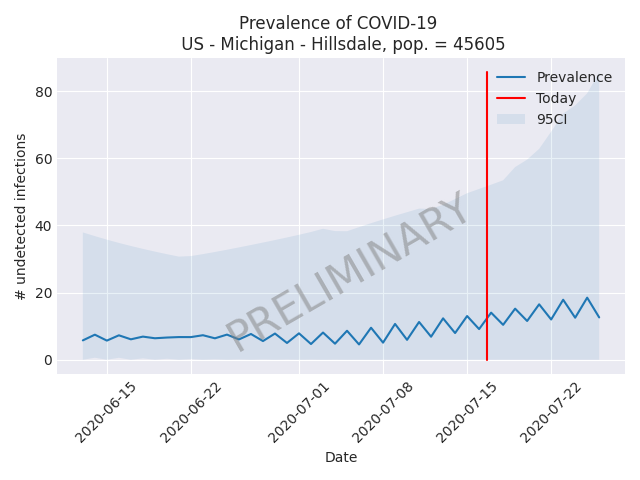 Prevalence of COVID-19
US - Michigan - Hillsdale, pop. = 45605
Prevalence
Today
95CI
80
60
40
20
0
# undetected infections
PRELIMINARY
2020-06-15
2020-06-22
2020-07-01
2020-07-08
2020-07-15
2020-07-22
Date